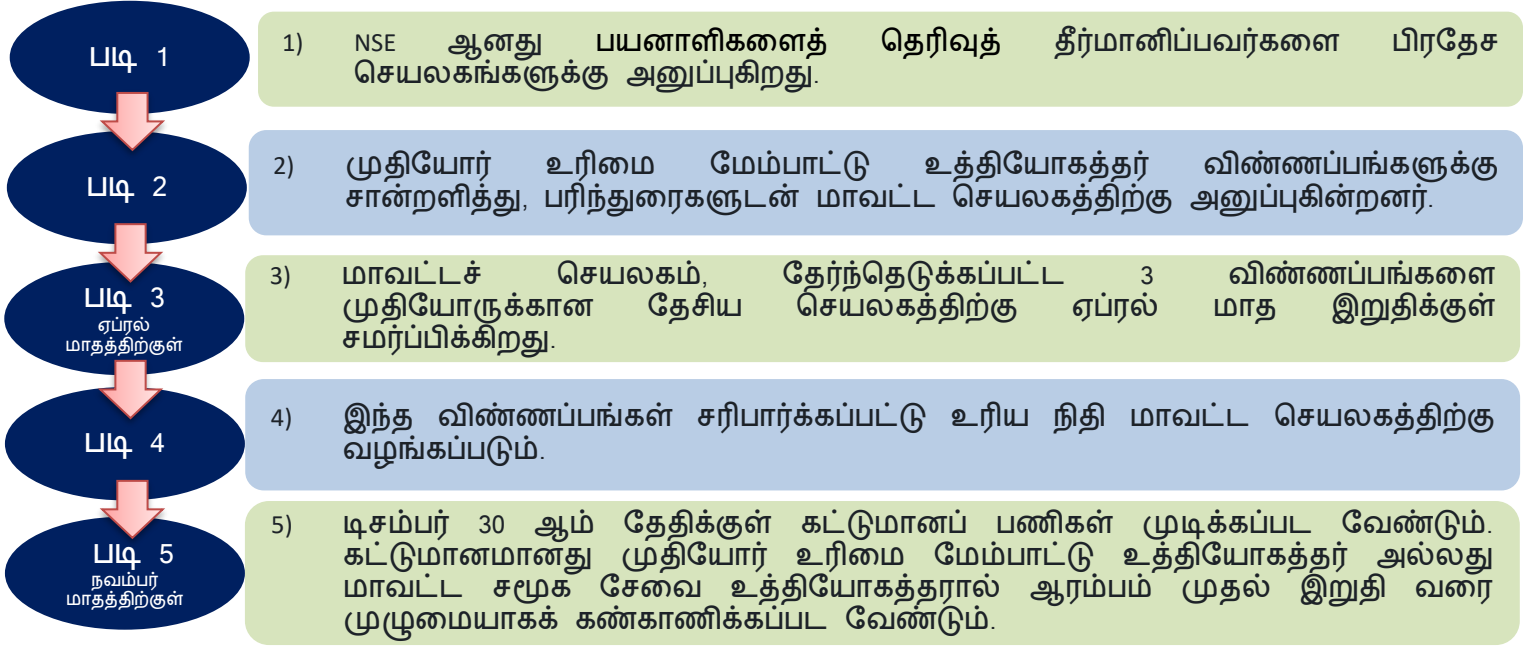 படி 1
1) NSE ஆனது பயனாளிகளைத் தெரிவுத் தீர்மானிப்பவர்களை பிரதேச
செயலகங்களுக்கு அனுப்புகிறது.
படி 2
2) முதியோர் உரிமை மேம்பாட்டு உத்தியோகத்தர் விண்ணப்பங்களுக்கு
சான்றளித்து, பரிந்துரைகளுடன் மாவட்ட செயலகத்திற்கு அனுப்புகின்றனர்.
படி 3
ஏப்ரல்
மாதத்திற்குள்
3) மாவட்டச் செயலகம், தேர்ந்தெடுக்கப்பட்ட 3 விண்ணப்பங்களை
முதியோருக்கான தேசிய செயலகத்திற்கு ஏப்ரல் மாத இறுதிக்குள்
சமர்ப்பிக்கிறது.
படி 4
4) இந்த விண்ணப்பங்கள் சரிபார்க்கப்பட்டு உரிய நிதி மாவட்ட செயலகத்திற்கு
வழங்கப்படும்.
படி 5
நவம்பர்
மாதத்திற்குள்
5) டிசம்பர் 30 ஆம் தேதிக்குள் கட்டுமானப் பணிகள் முடிக்கப்பட வேண்டும்.
கட்டுமானமானது முதியோர் உரிமை மேம்பாட்டு உத்தியோகத்தர் அல்லது
மாவட்ட சமூக சேவை உத்தியோகத்தரால் ஆரம்பம் முதல் இறுதி வரை
முழுமையாகக் கண்காணிக்கப்பட வேண்டும்.